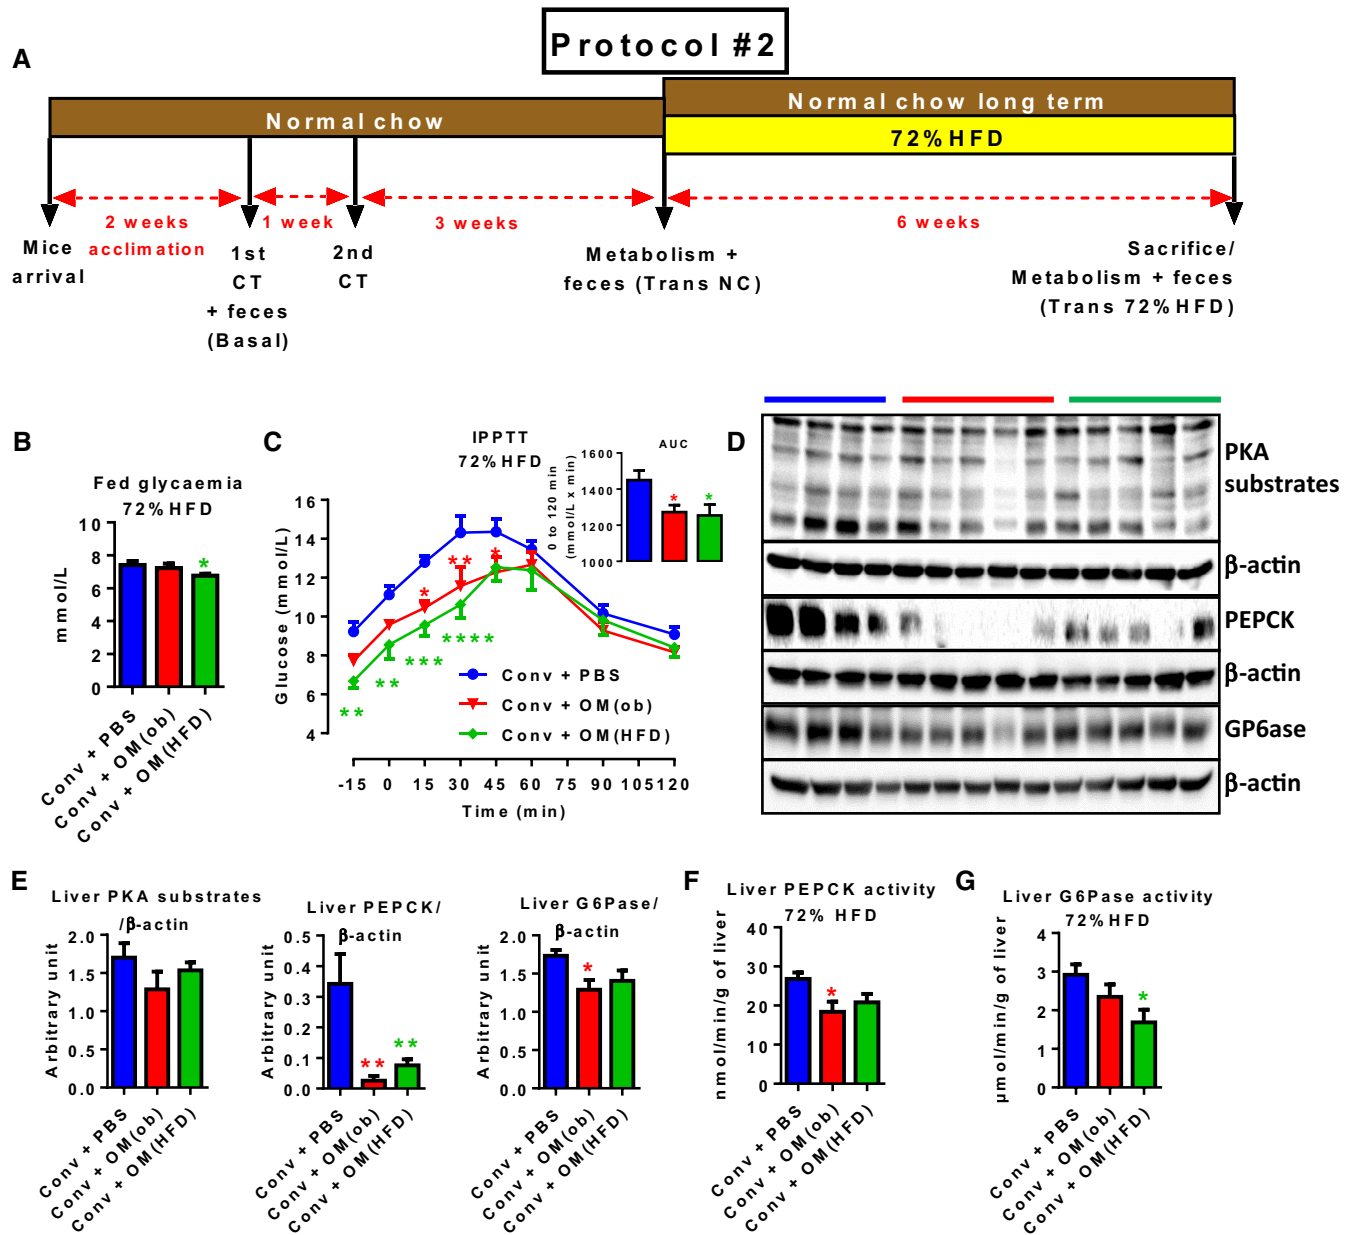 Protocol #2
A
Normal chow
Normal chow long term
72% HFD
2 weeks
acclimation
1 week
3 weeks
6 weeks
Mice
arrival
1st
CT
+ feces
(Basal)
2nd
CT
Metabolism +
feces (Trans NC)
Sacrifice/
Metabolism + feces
(Trans 72%HFD)
B
Fed glycaemia
72%HFD
mmol/L
10
8
6
4
2
0
Conv + PBS
Conv + OM(ob)
Conv + OM(HFD)
*
C
IPPTT
72%HFD
Glucose (mmol/L)
16
14
12
10
8
6
4
-15 0 15 30 45 60 75 90 105 120
Time (min)
* ** *
** ** *** ****
Conv + PBS
Conv + OM(ob)
Conv + OM(HFD)
AUC
0 to 120 min
(mmol/L x min)
1600
1400
1200
1000
* *
D
PKA
substrates
β-actin
PEPCK
β-actin
GP6ase
β-actin
E
Liver PKA substrates
/β-actin
Arbitrary unit
2.0
1.5
1.0
0.5
0.0
Conv + PBS
Conv + OM(ob)
Conv + OM(HFD)
Liver PEPCK/
β-actin
Arbitrary unit
0.5
0.4
0.3
0.2
0.1
0.0
** **
Conv + PBS
Conv + OM(ob)
Conv + OM(HFD)
Liver G6Pase/
β-actin
Arbitrary unit
2.0
1.5
1.0
0.5
0.0
*
Conv + PBS
Conv + OM(ob)
Conv + OM(HFD)
F
Liver PEPCK activity
72% HFD
nmol/min/g of liver
40
30
20
10
0
*
Conv + PBS
Conv + OM(ob)
Conv + OM(HFD)
G
Liver G6Pase activity
72%HFD
µmol/min/g of liver
4
3
2
1
0
*
Conv + PBS
Conv + OM(ob)
Conv + OM(HFD)